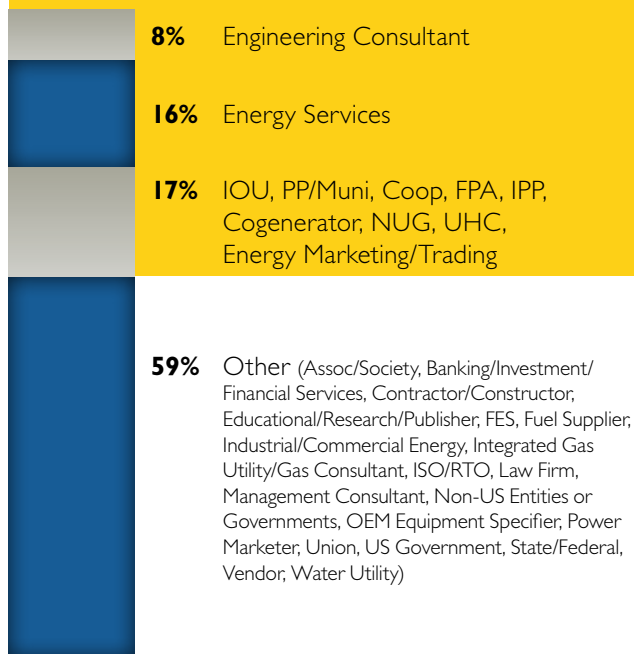 8% Engineering Consultant
16% Energy Services
17% IOU, PP/Muni, Coop, FPA, IPP,
Cogenerator, NUG, UHC,
Energy Marketing/Trading
59% Other (Assoc/Society, Banking/Investment/
Financial Services, Contractor/Constructor,
Educational/Research/Publisher, FES, Fuel Supplier,
Industrial/Commercial Energy, Integrated Gas
Utility/Gas Consultant, ISO/RTO, Law Firm,
Management Consultant, Non-US Entities or
Governments, OEM Equipment Specifier, Power
Marketer, Union, US Government, State/Federal,
Vendor, Water Utility)